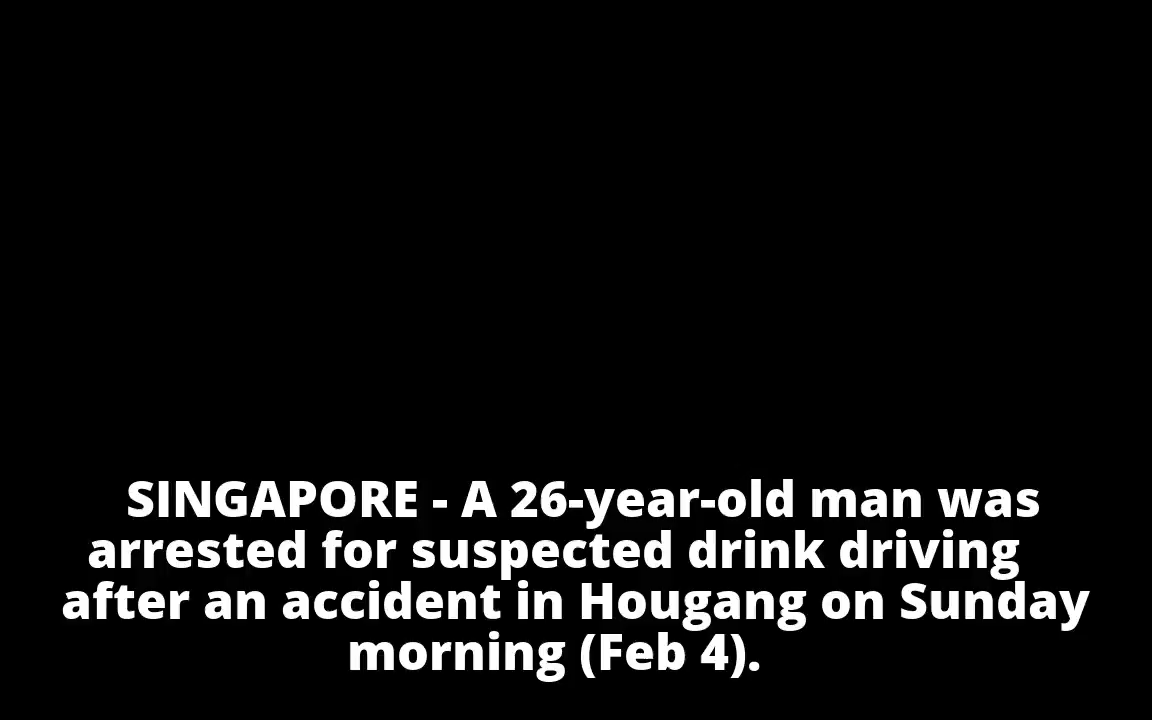 SINGAPORE - A 26-year-old man was
arrested for suspected drink driving
after an accident in Hougang on Sunday
morning (Feb 4).